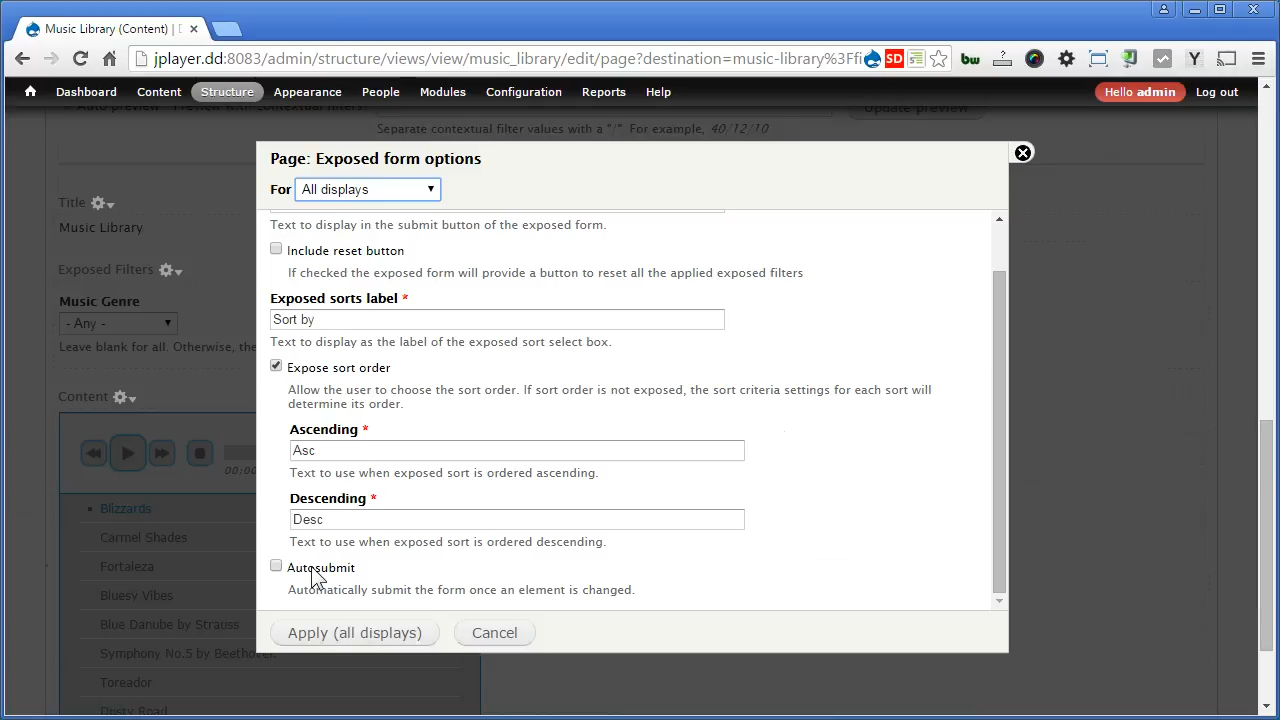 Music Library (Content) |
jplayer.dd:8083/admin/structure/views/view/music_library/edit/page?destination=music-library%3Ffi
SD
bw
Y
Dashboard Content Structure Appearance People Modules Configuration Reports Help Hello admin Log out
Auto preview Preview with contextual filters Update preview
Separate contextual filter values with a "/" For example, 40/12/10
Page: Exposed form options
For All displays
Title
Music Library
Text to display in the submit button of the exposed form.
Include reset button
If checked the exposed form will provide a button to reset all the applied exposed filters
Exposed Filters
Music Genre
- Any -
Leave blank for all. Otherwise, the
Exposed sorts label *
Sort by
Text to display as the label of the exposed sort select box.
Expose sort order
Allow the user to choose the sort order. If sort order is not exposed, the sort criteria settings for each sort will
determine its order.
Content
Ascending *
Asc
Text to use when exposed sort is ordered ascending.
00:00
Descending *
Desc
Text to use when exposed sort is ordered descending.
Blizzards
Carmel Shades
Fortaleza
Bluesy Vibes
Blue Danube by Strauss
Symphony No.5 by Beethoven
Toreador
Dusty Road
Autosubmit
Automatically submit the form once an element is changed.
Apply (all displays) Cancel